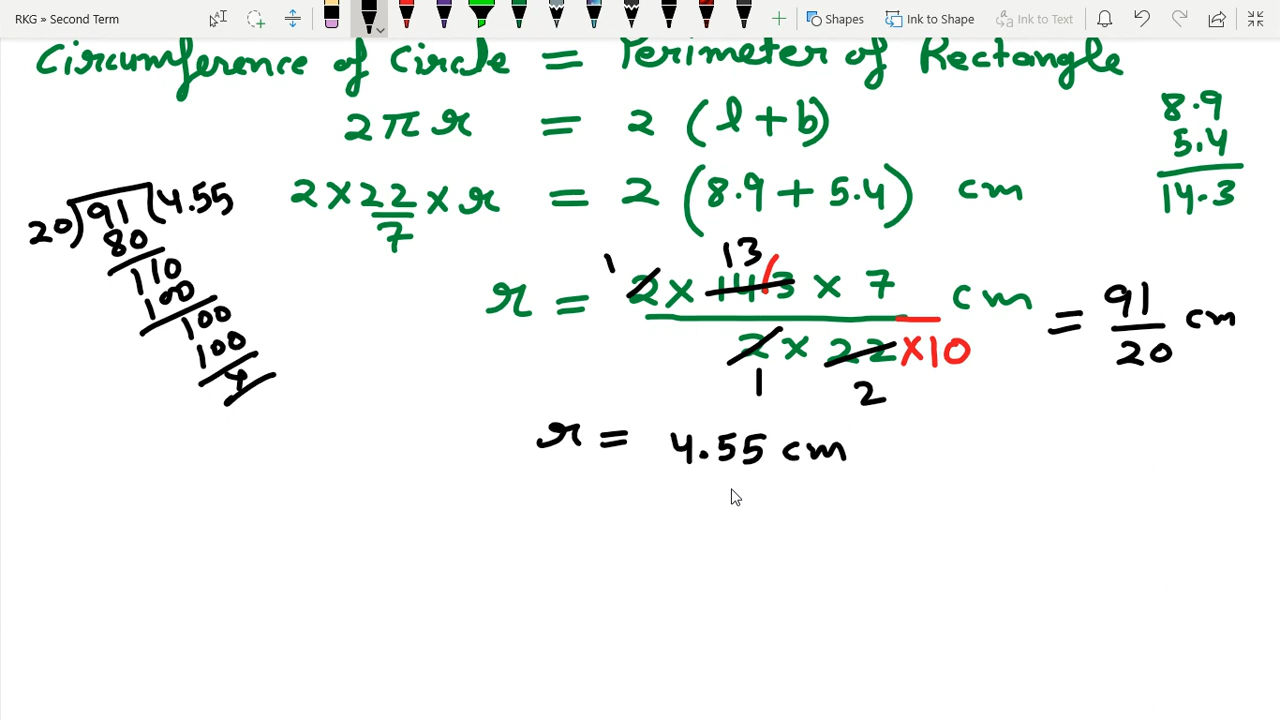 RKG » Second Term
Shapes
Ink to Shape
Ink to Text
Circumference of Circle = Perimeter of Rectangle
2πr = 2 (l+b)
8.9
5.4
14.3
2 × 22/7 × r = 2 (8.9 + 5.4) cm
20) 91 (4.55
80
110
100
100
100
r = 2 × 14.3 × 7 / 2 × 22 × 10 cm = 91/20 cm
1 13
1 2
r = 4.55 cm